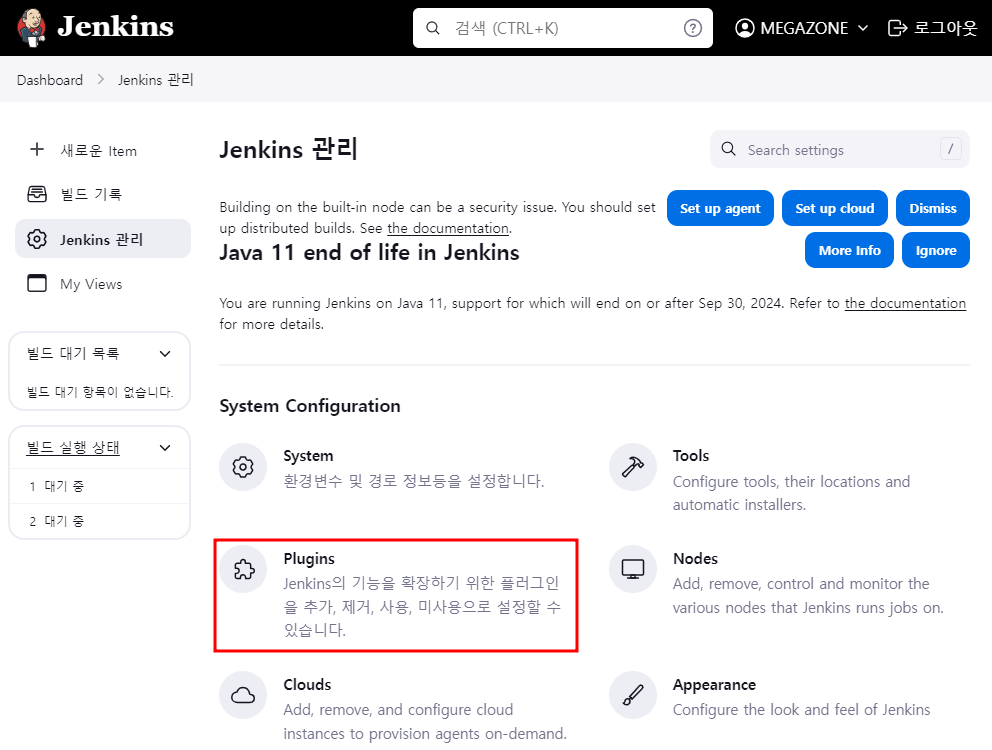 Jenkins
검색 (CTRL+K)
?
MEGAZONE
로그아웃
Dashboard
Jenkins 관리
새로운 Item
빌드 기록
Jenkins 관리
My Views
빌드 대기 목록
빌드 대기 항목이 없습니다.
빌드 실행 상태
1 대기 중
2 대기 중
Jenkins 관리
Search settings
/
Building on the built-in node can be a security issue. You should set
up distributed builds. See the documentation.
Set up agent
Set up cloud
Dismiss
Java 11 end of life in Jenkins
More Info
Ignore
You are running Jenkins on Java 11, support for which will end on or after Sep 30, 2024. Refer to the documentation
for more details.
System Configuration
System
환경변수 및 경로 정보등을 설정합니다.
Tools
Configure tools, their locations and
automatic installers.
Plugins
Jenkins의 기능을 확장하기 위한 플러그인
을 추가, 제거, 사용, 미사용으로 설정할 수
있습니다.
Nodes
Add, remove, control and monitor the
various nodes that Jenkins runs jobs on.
Clouds
Add, remove, and configure cloud
instances to provision agents on-demand.
Appearance
Configure the look and feel of Jenkins